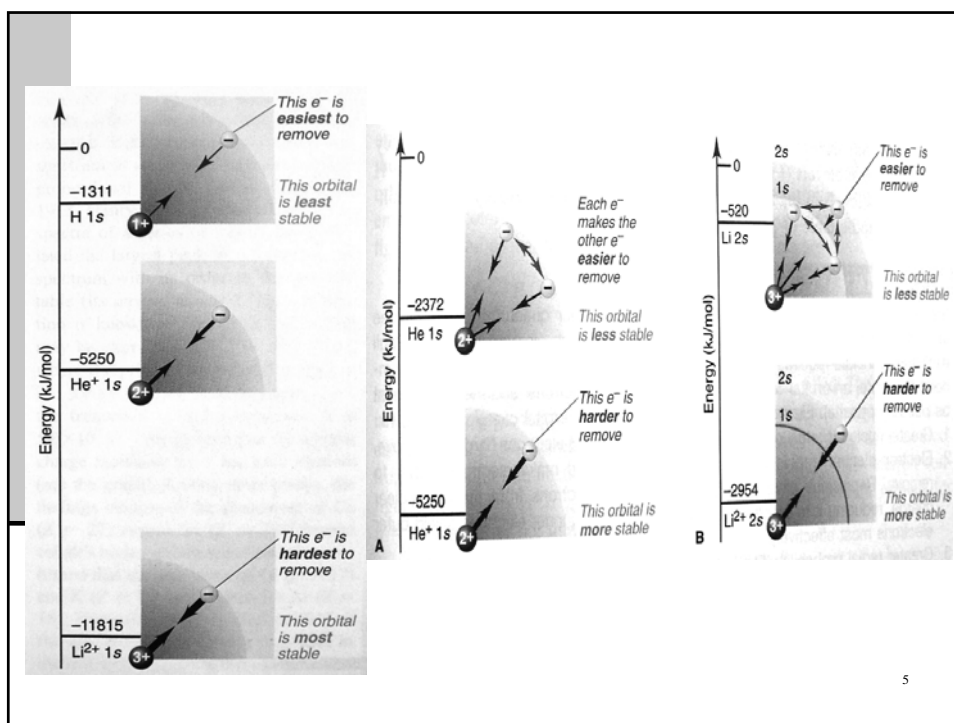 Energy (kJ/mol)
0
This e⁻ is
easiest to
remove
−1311
H 1s
This orbital
is least
stable
1+
−
−5250
He⁺ 1s
2+
−
This e⁻ is
hardest to
remove
−11815
Li²⁺ 1s
This orbital
is most
stable
3+
−
Energy (kJ/mol)
0
Each e⁻
makes the
other e⁻
easier to
remove
−2372
He 1s
This orbital
is less stable
2+
−
−
This e⁻ is
harder to
remove
−5250
He⁺ 1s
This orbital is
more stable
2+
−
A
Energy (kJ/mol)
0
2s
1s
This e⁻ is
easier to
remove
−520
Li 2s
This orbital
is less stable
3+
−
−
−
2s
1s
This e⁻ is
harder to
remove
−2954
Li²⁺ 2s
This orbital is
more stable
3+
−
B
5